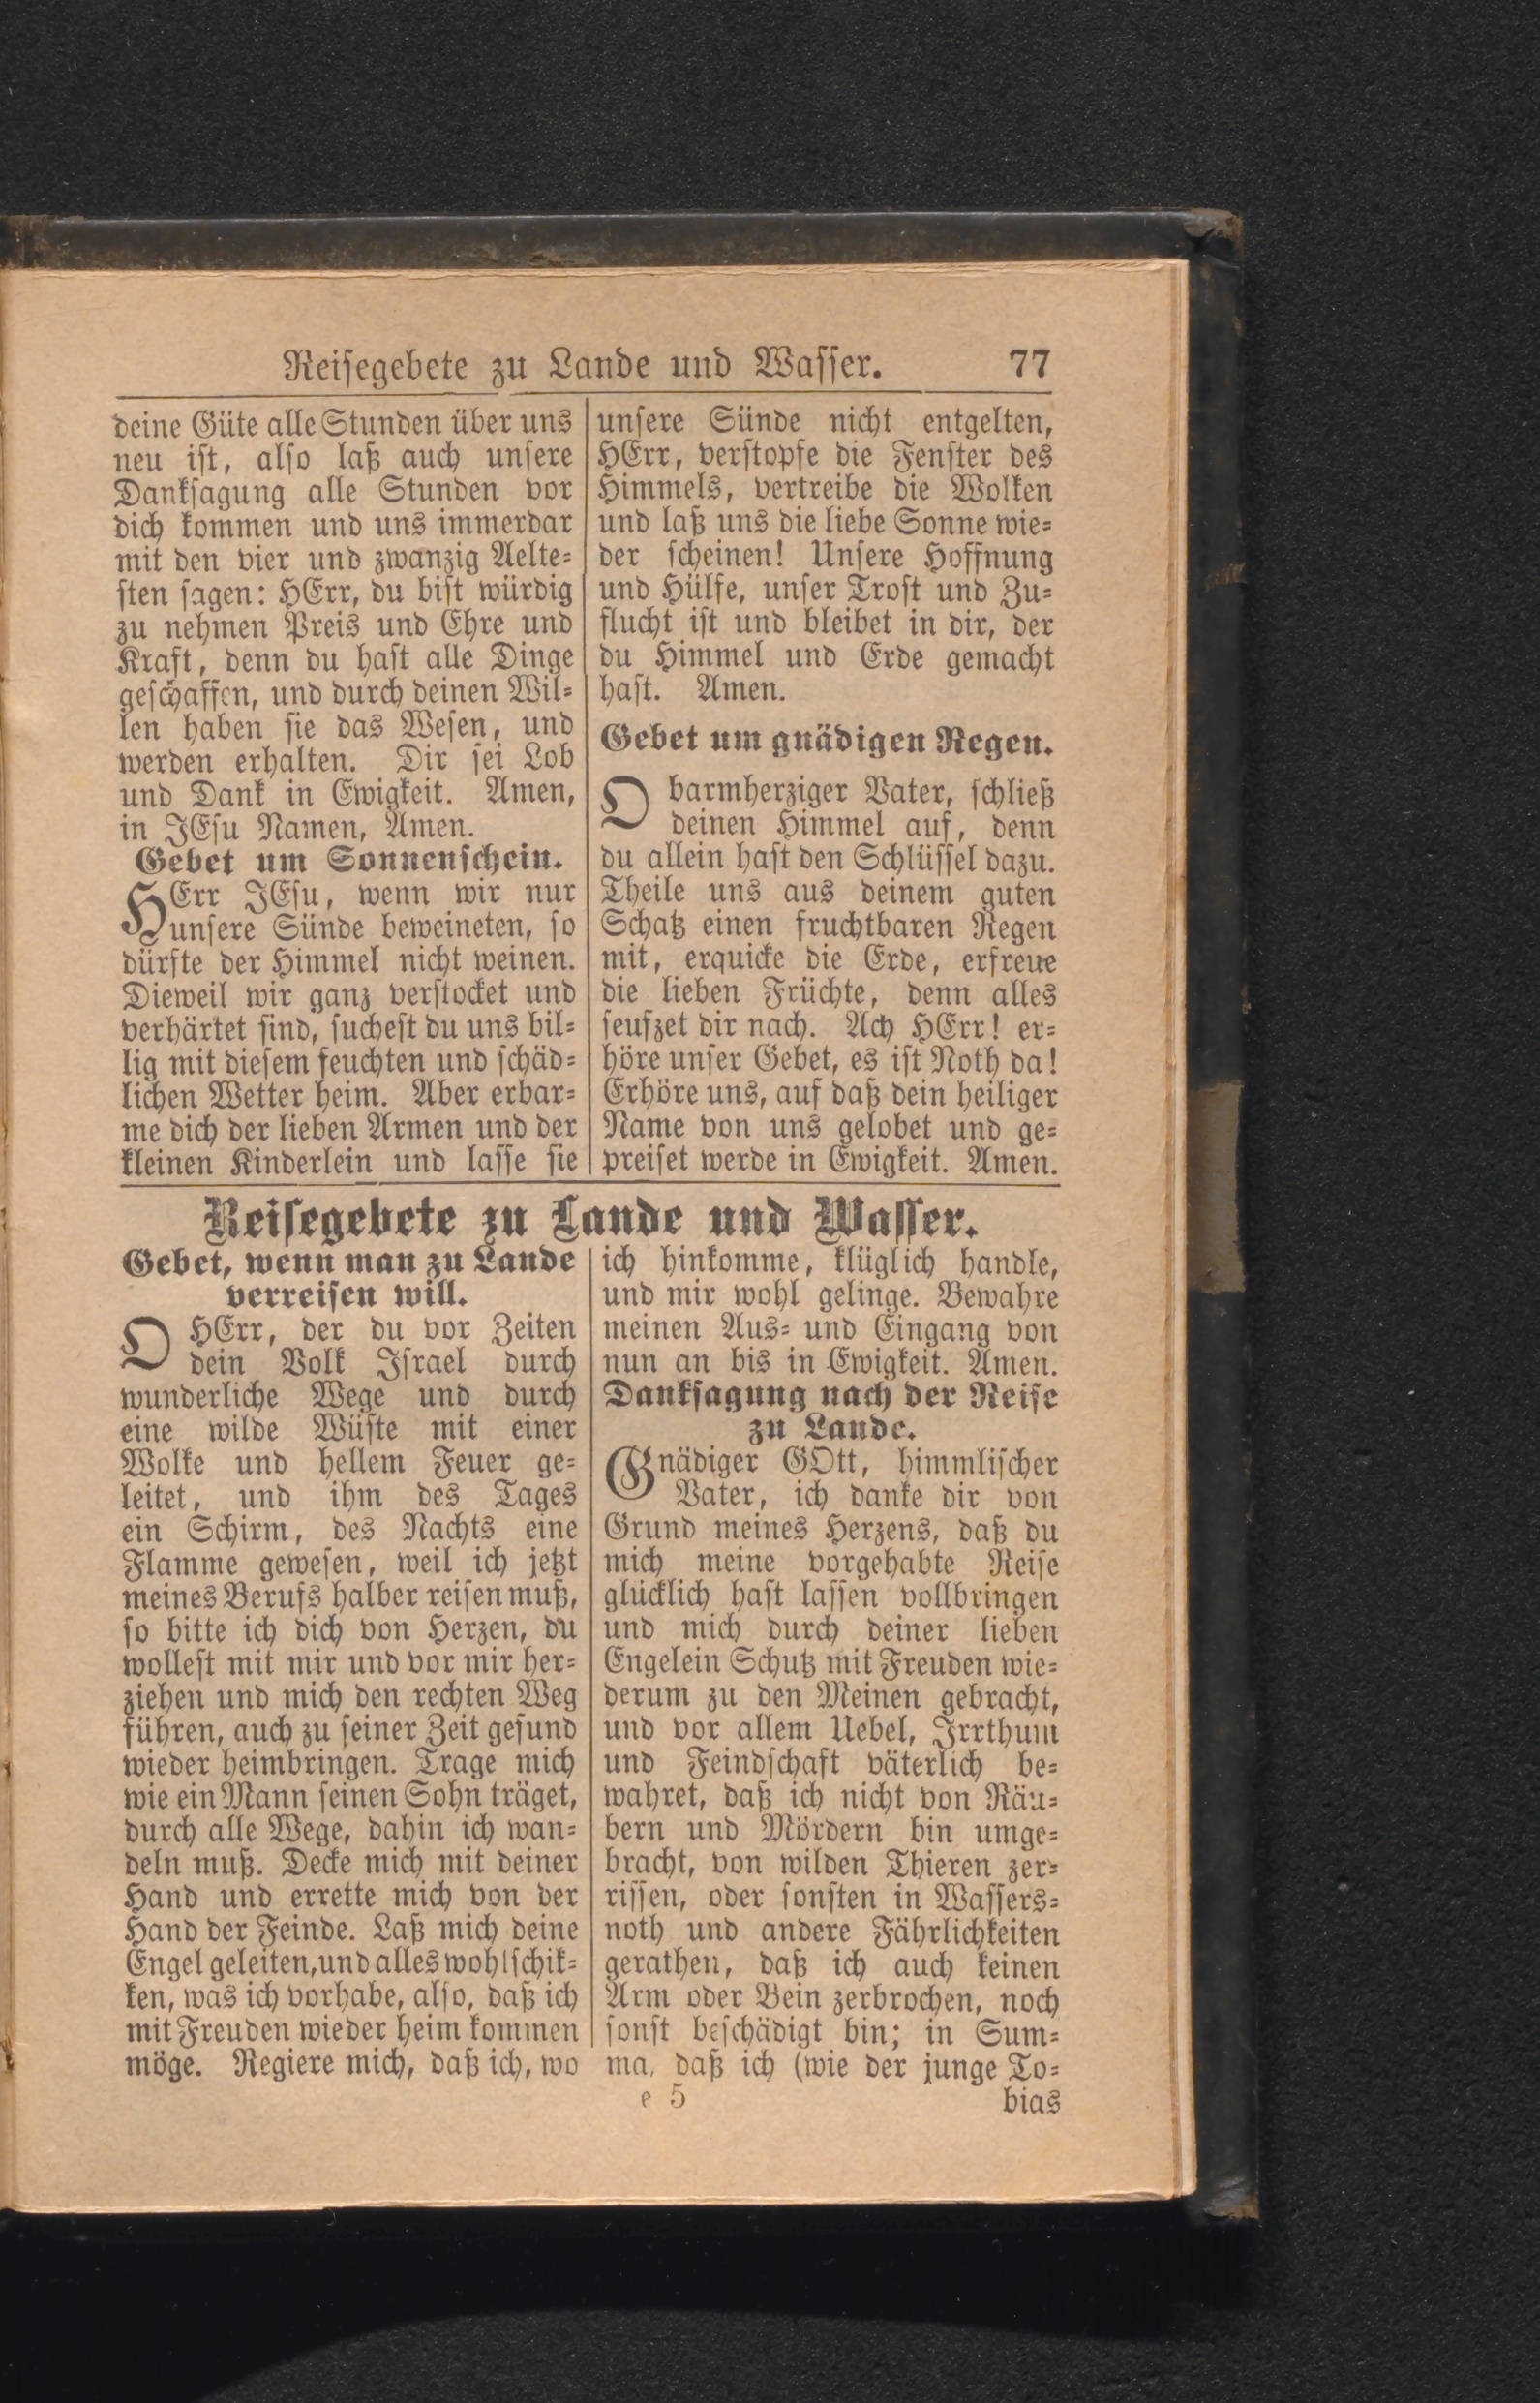 Reisegebete zu Lande und Wasser. 77
deine Güte alle Stunden über uns
neu ist, also laß auch unsere
Danksagung alle Stunden vor
dich kommen und uns immerdar
mit den vier und zwanzig Aelte-
sten sagen: HErr, du bist würdig
zu nehmen Preis und Ehre und
Kraft, denn du hast alle Dinge
geschaffen, und durch deinen Wil-
len haben sie das Wesen, und
werden erhalten. Dir sei Lob
und Dank in Ewigkeit. Amen,
in JEsu Namen, Amen.
Gebet um Sonnenschein.
HErr JEsu, wenn wir nur
unsere Sünde beweineten, so
dürfte der Himmel nicht weinen.
Dieweil wir ganz verstocket und
verhärtet sind, suchest du uns bil-
lig mit diesem feuchten und schäd-
lichen Wetter heim. Aber erbar-
me dich der lieben Armen und der
kleinen Kinderlein und lasse sie
unsere Sünde nicht entgelten,
HErr, verstopfe die Fenster des
Himmels, vertreibe die Wolken
und laß uns die liebe Sonne wie-
der scheinen! Unsere Hoffnung
und Hülfe, unser Trost und Zu-
flucht ist und bleibet in dir, der
du Himmel und Erde gemacht
hast. Amen.
Gebet um gnädigen Regen.
O barmherziger Vater, schließ
deinen Himmel auf, denn
du allein hast den Schlüssel dazu.
Theile uns aus deinem guten
Schatz einen fruchtbaren Regen
mit, erquicke die Erde, erfreue
die lieben Früchte, denn alles
seufzet dir nach. Ach HErr! er-
höre unser Gebet, es ist Noth da!
Erhöre uns, auf daß dein heiliger
Name von uns gelobet und ge-
preiset werde in Ewigkeit. Amen.
Reisegebete zu Lande und Wasser.
Gebet, wenn man zu Lande
verreisen will.
O HErr, der du vor Zeiten
dein Volk Israel durch
wunderliche Wege und durch
eine wilde Wüste mit einer
Wolke und hellem Feuer ge-
leitet, und ihm des Tages
ein Schirm, des Nachts eine
Flamme gewesen, weil ich jetzt
meines Berufs halber reisen muß,
so bitte ich dich von Herzen, du
wollest mit mir und vor mir her-
ziehen und mich den rechten Weg
führen, auch zu seiner Zeit gesund
wieder heimbringen. Trage mich
wie ein Mann seinen Sohn träget,
durch alle Wege, dahin ich wan-
deln muß. Decke mich mit deiner
Hand und errette mich von der
Hand der Feinde. Laß mich deine
Engel geleiten, und alles wohl schik-
ken, was ich vorhabe, also, daß ich
mit Freuden wieder heim kommen
möge. Regiere mich, daß ich, wo
ich hinkomme, klüglich handle,
und mir wohl gelinge. Bewahre
meinen Aus- und Eingang von
nun an bis in Ewigkeit. Amen.
Danksagung nach der Reise
zu Lande.
Gnädiger GOtt, himmlischer
Vater, ich danke dir von
Grund meines Herzens, daß du
mich meine vorgehabte Reise
glücklich hast lassen vollbringen
und mich durch deiner lieben
Engelein Schutz mit Freuden wie-
derum zu den Meinen gebracht,
und vor allem Uebel, Irrthum
und Feindschaft väterlich be-
wahret, daß ich nicht von Räu-
bern und Mördern bin umge-
bracht, von wilden Thieren zer-
rissen, oder sonsten in Wassers-
noth und andere Fährlichkeiten
gerathen, daß ich auch keinen
Arm oder Bein zerbrochen, noch
sonst beschädigt bin; in Sum-
ma, daß ich (wie der junge To-
e 5 bias